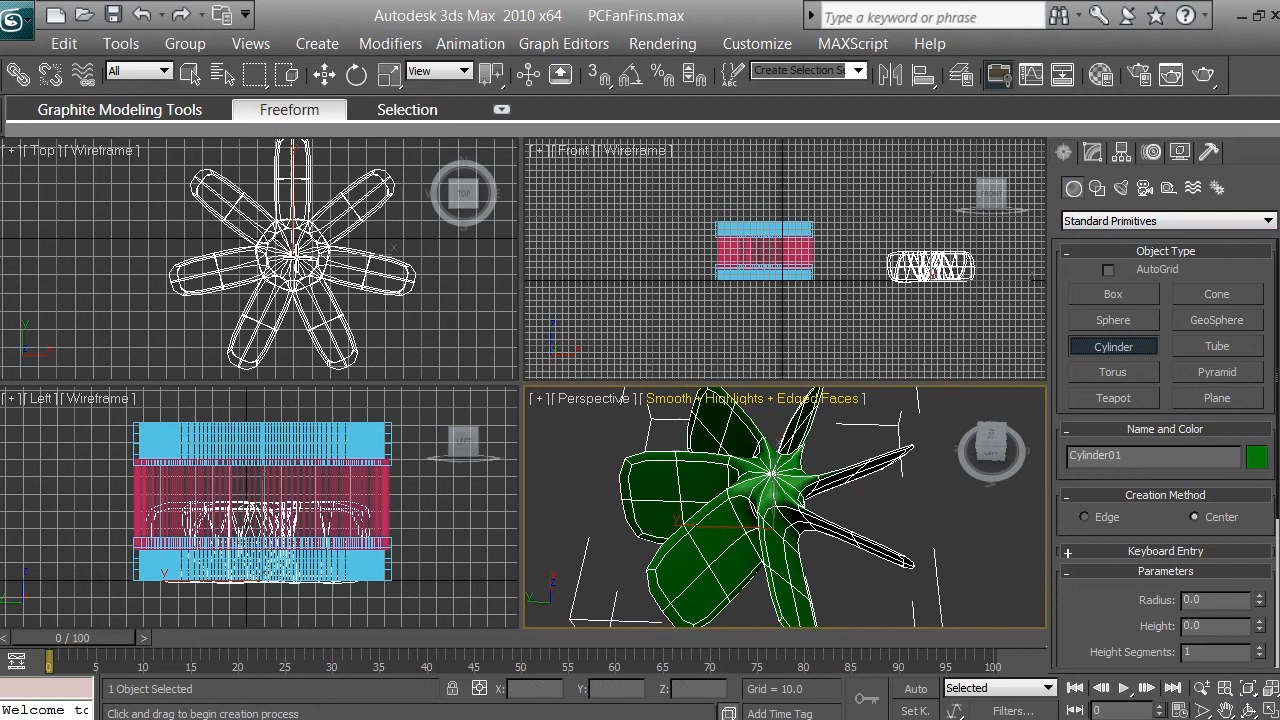 Autodesk 3ds Max 2010 x64 PCFanFins.max
Type a keyword or phrase
Edit Tools Group Views Create Modifiers Animation Graph Editors Rendering Customize MAXScript Help
All View Create Selection Se
Graphite Modeling Tools Freeform Selection
[ + ] [ Top ] [ Wireframe ]
TOP
[ + ] [ Front ] [ Wireframe ]
FRONT
[ + ] [ Left ] [ Wireframe ]
LEFT
[ + ] [ Perspective ] [ Smooth + Highlights + Edged Faces ]
Standard Primitives
Object Type
AutoGrid
Box Cone
Sphere GeoSphere
Cylinder Tube
Torus Pyramid
Teapot Plane
Name and Color
Cylinder01
Creation Method
Edge Center
Keyboard Entry
Parameters
Radius: 0.0
Height: 0.0
Height Segments: 1
0 / 100
0 5 10 15 20 25 30 35 40 45 50 55 60 65 70 75 80 85 90 95 100
1 Object Selected X: Y: Z: Grid = 10.0 Auto Selected
Welcome to Click and drag to begin creation process Add Time Tag Set K. Filters... 0